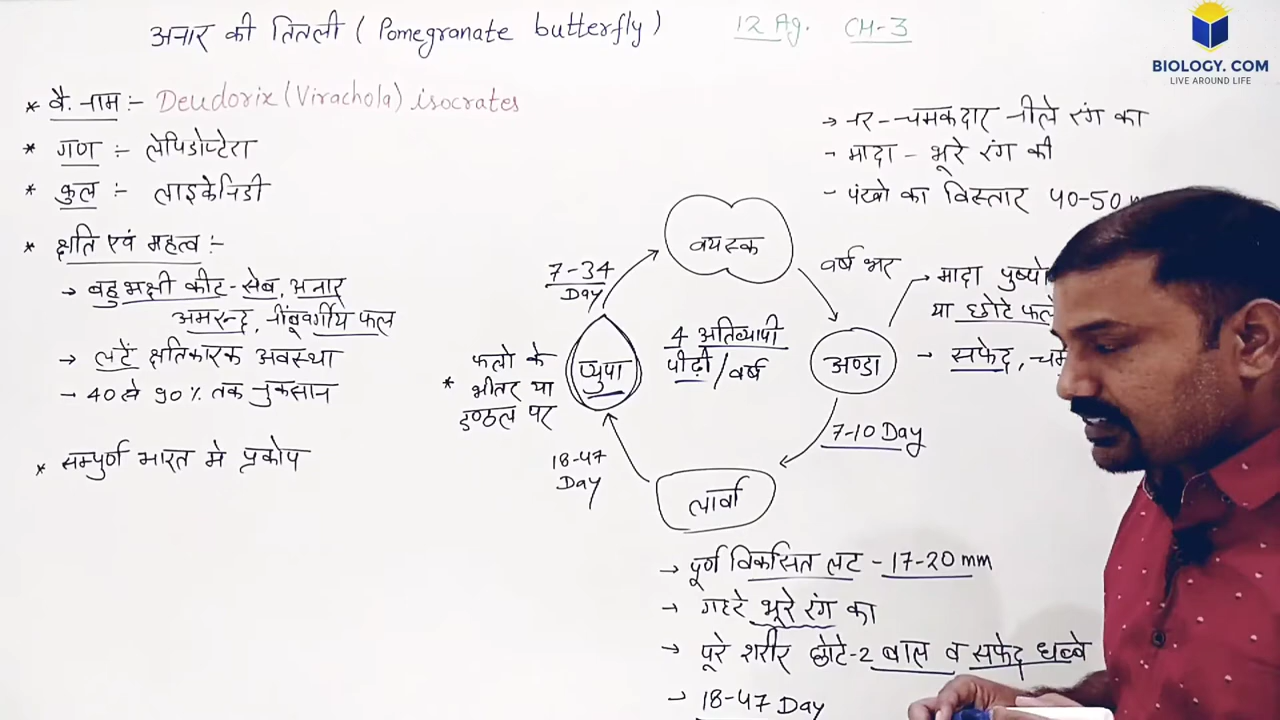 अनार की तितली (Pomegranate butterfly)
12 Ag. CH-3
BIOLOGY.COM
LIVE AROUND LIFE
* वै. नाम :- Deudorix (Virachola) isocrates
* गण :- लेपिडोप्टेरा
* कुल :- लाइकेनिडी
* क्षति एवं महत्व :-
→ बहुभक्षी कीट - सेब, अनार
अमरूद, नींबूवर्गीय फल
→ लटें क्षतिकारक अवस्था
→ 40 से 90% तक नुकसान
* सम्पुर्ण भारत मे प्रकोप
→ नर - चमकदार नीले रंग का
- मादा - भूरे रंग की
- पंखो का विस्तार 40-50
वयस्क
वर्ष भर
→ मादा पुष्पो
या छोटे
अण्डा
→ सफेद,
7-10 Day
लार्वा
18-47
Day
प्युपा
* फलो के
भीतर या
डण्ठल पर
7-34
Day
4 अतिव्यापी
पीढ़ी / वर्ष
→ पूर्ण विकसित लट - 17-20 mm
→ गहरे भूरे रंग का
→ पूरे शरीर छोटे-2 बाल व सफेद धब्बे
→ 18-47 Day